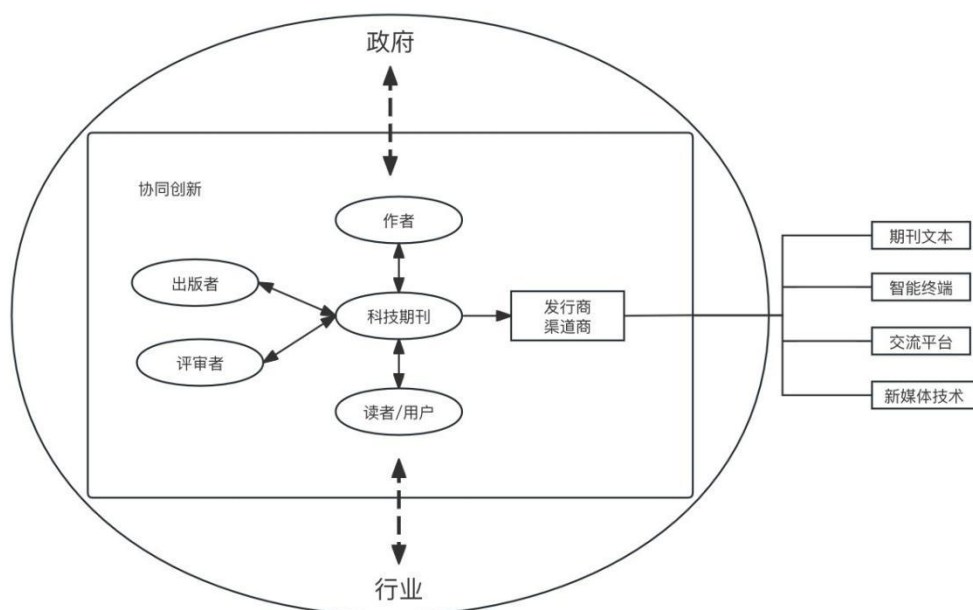 政府
协同创新
作者
出版者
科技期刊
发行商
渠道商
评审者
读者/用户
行业
期刊文本
智能终端
交流平台
新媒体技术